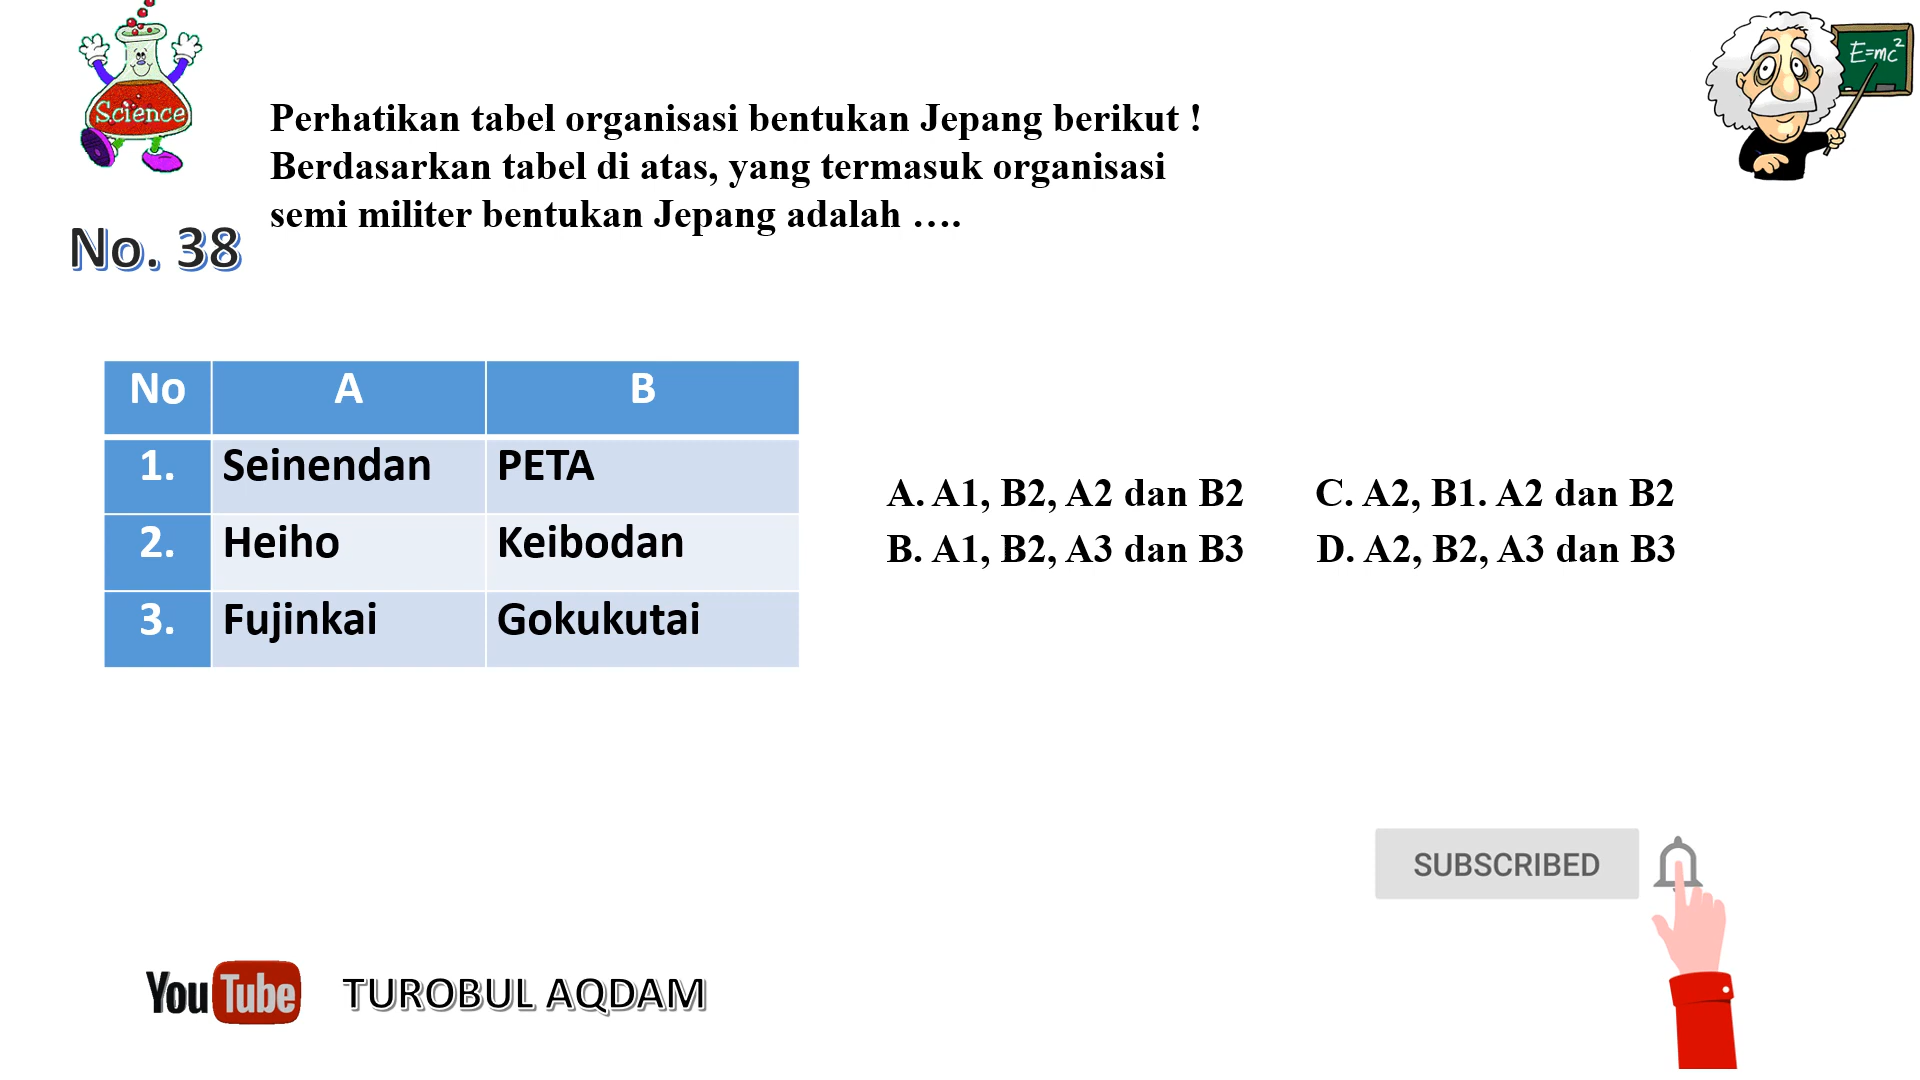 Science
E=mc²
Perhatikan tabel organisasi bentukan Jepang berikut !
Berdasarkan tabel di atas, yang termasuk organisasi
semi militer bentukan Jepang adalah ….
No. 38
No A B
1. Seinendan PETA
2. Heiho Keibodan
3. Fujinkai Gokukutai
A. A1, B2, A2 dan B2 C. A2, B1. A2 dan B2
B. A1, B2, A3 dan B3 D. A2, B2, A3 dan B3
SUBSCRIBED
YouTube TUROBUL AQDAM